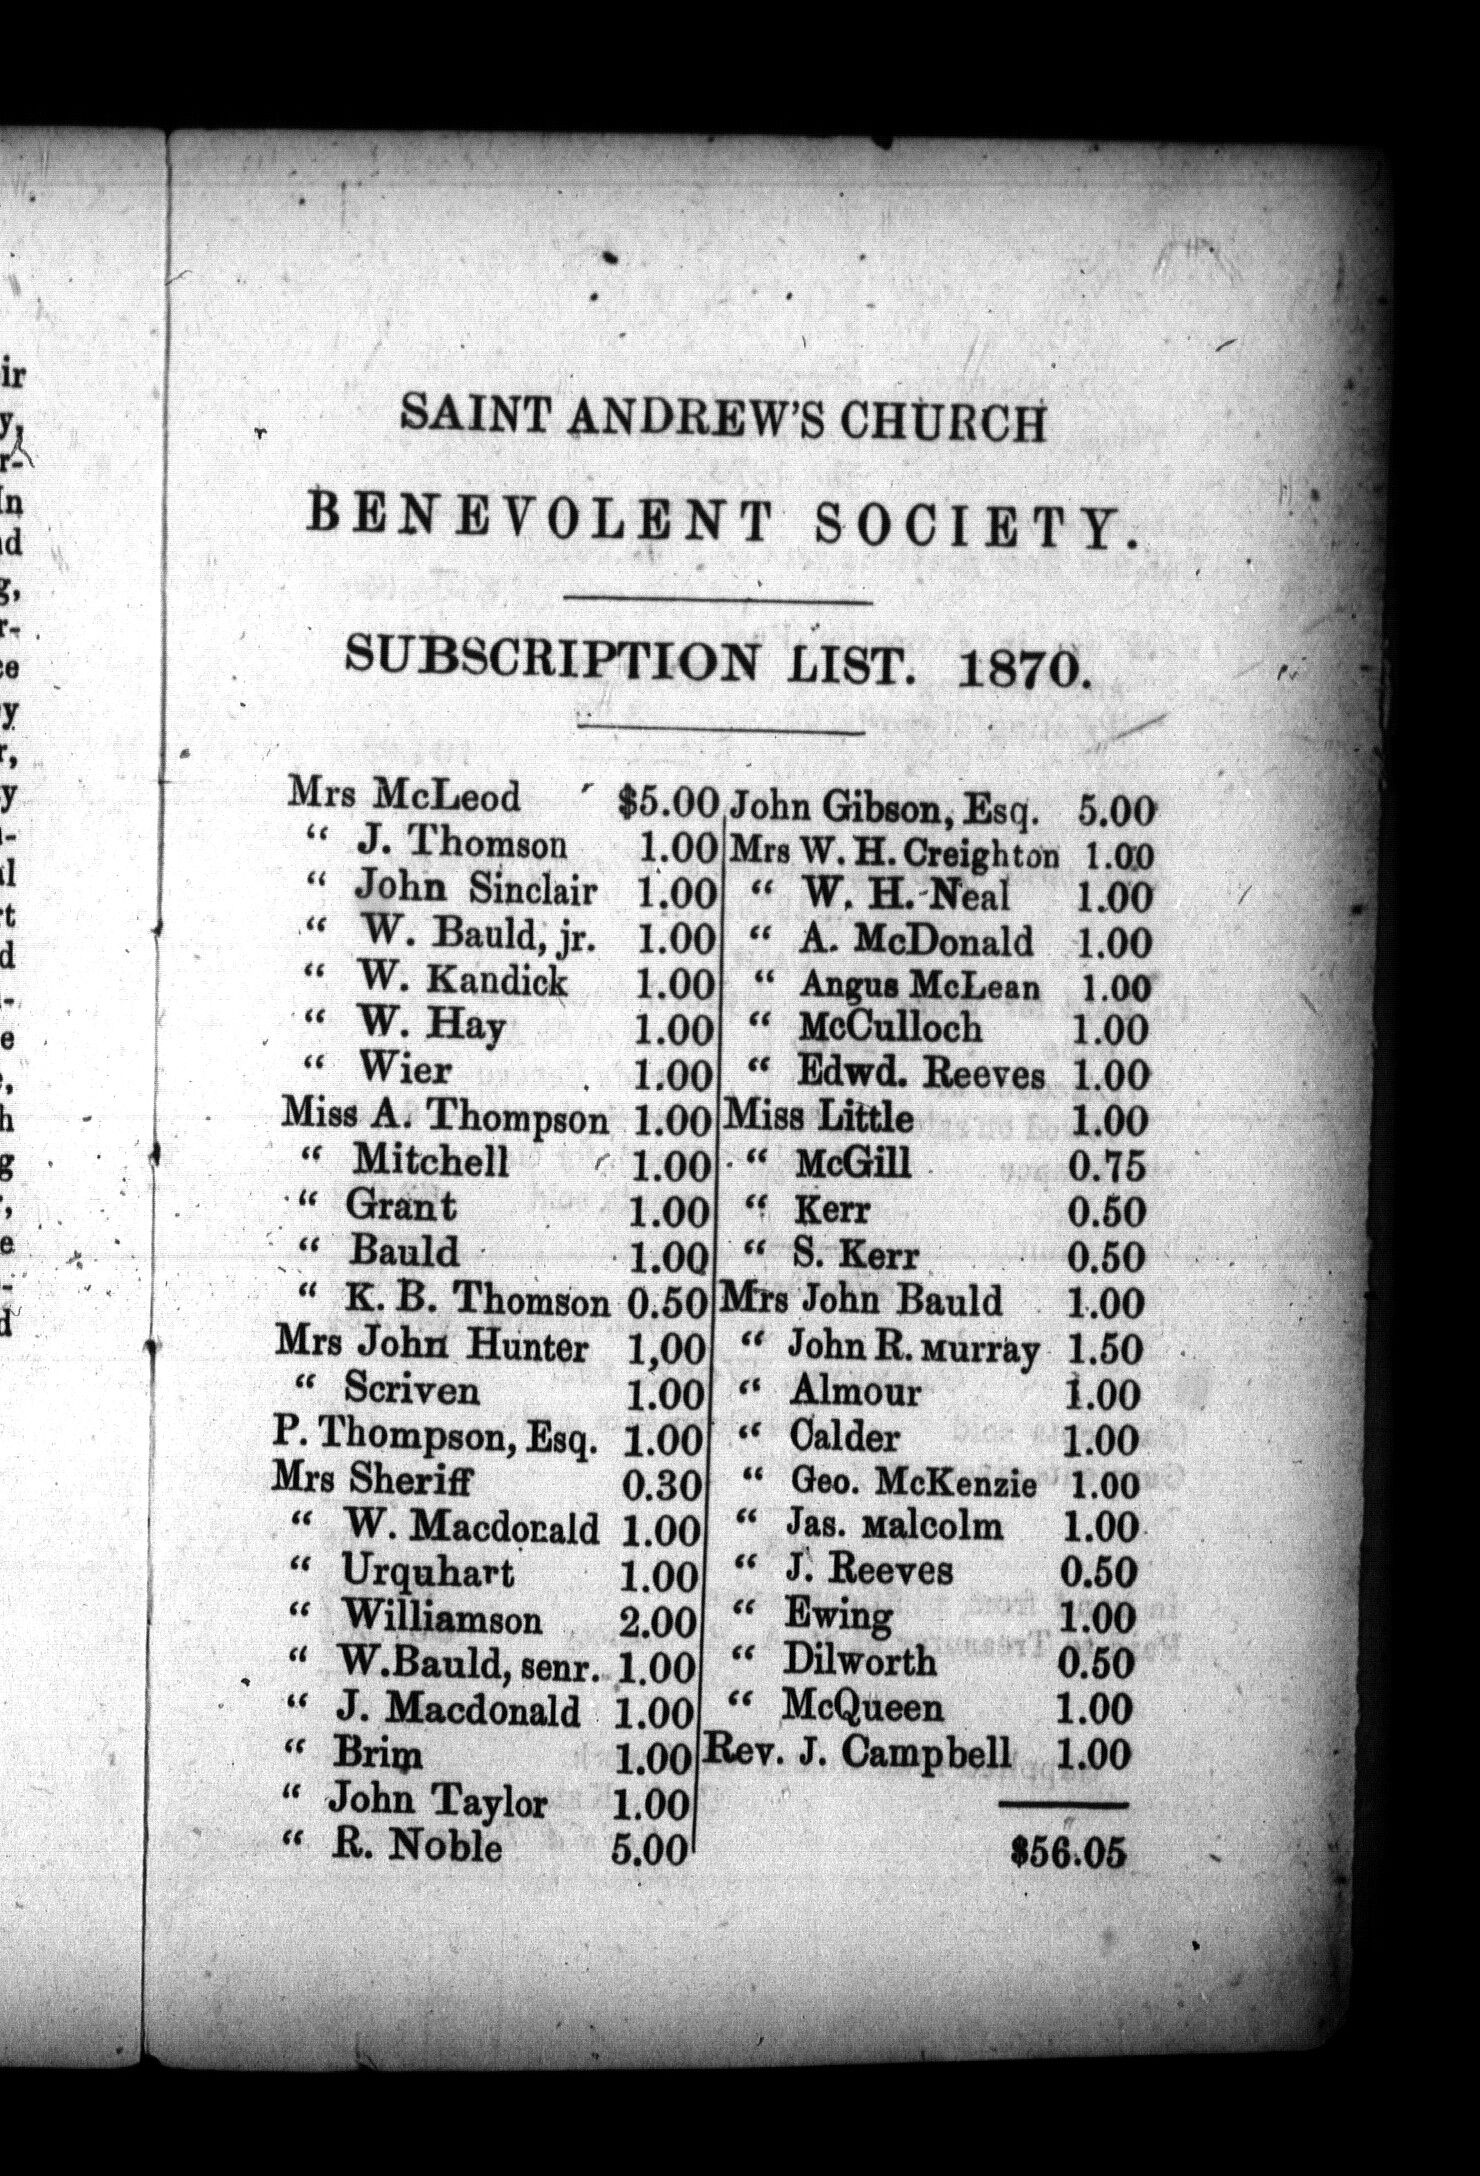 SAINT ANDREW'S CHURCH
BENEVOLENT SOCIETY.
SUBSCRIPTION LIST. 1870.
Mrs McLeod $5.00
“ J. Thomson 1.00
“ John Sinclair 1.00
“ W. Bauld, jr. 1.00
“ W. Kandick 1.00
“ W. Hay 1.00
“ Wier 1.00
Miss A. Thompson 1.00
“ Mitchell 1.00
“ Grant 1.00
“ Bauld 1.00
“ K. B. Thomson 0.50
Mrs John Hunter 1,00
“ Scriven 1.00
P. Thompson, Esq. 1.00
Mrs Sheriff 0.30
“ W. Macdonald 1.00
“ Urquhart 1.00
“ Williamson 2.00
“ W. Bauld, senr. 1.00
“ J. Macdonald 1.00
“ Brim 1.00
“ John Taylor 1.00
“ R. Noble 5.00
John Gibson, Esq. 5.00
Mrs W. H. Creighton 1.00
“ W. H. Neal 1.00
“ A. McDonald 1.00
“ Angus McLean 1.00
“ McCulloch 1.00
“ Edwd. Reeves 1.00
Miss Little 1.00
“ McGill 0.75
“ Kerr 0.50
“ S. Kerr 0.50
Mrs John Bauld 1.00
“ John R. Murray 1.50
“ Almour 1.00
“ Calder 1.00
“ Geo. McKenzie 1.00
“ Jas. Malcolm 1.00
“ J. Reeves 0.50
“ Ewing 1.00
“ Dilworth 0.50
“ McQueen 1.00
Rev. J. Campbell 1.00
$56.05